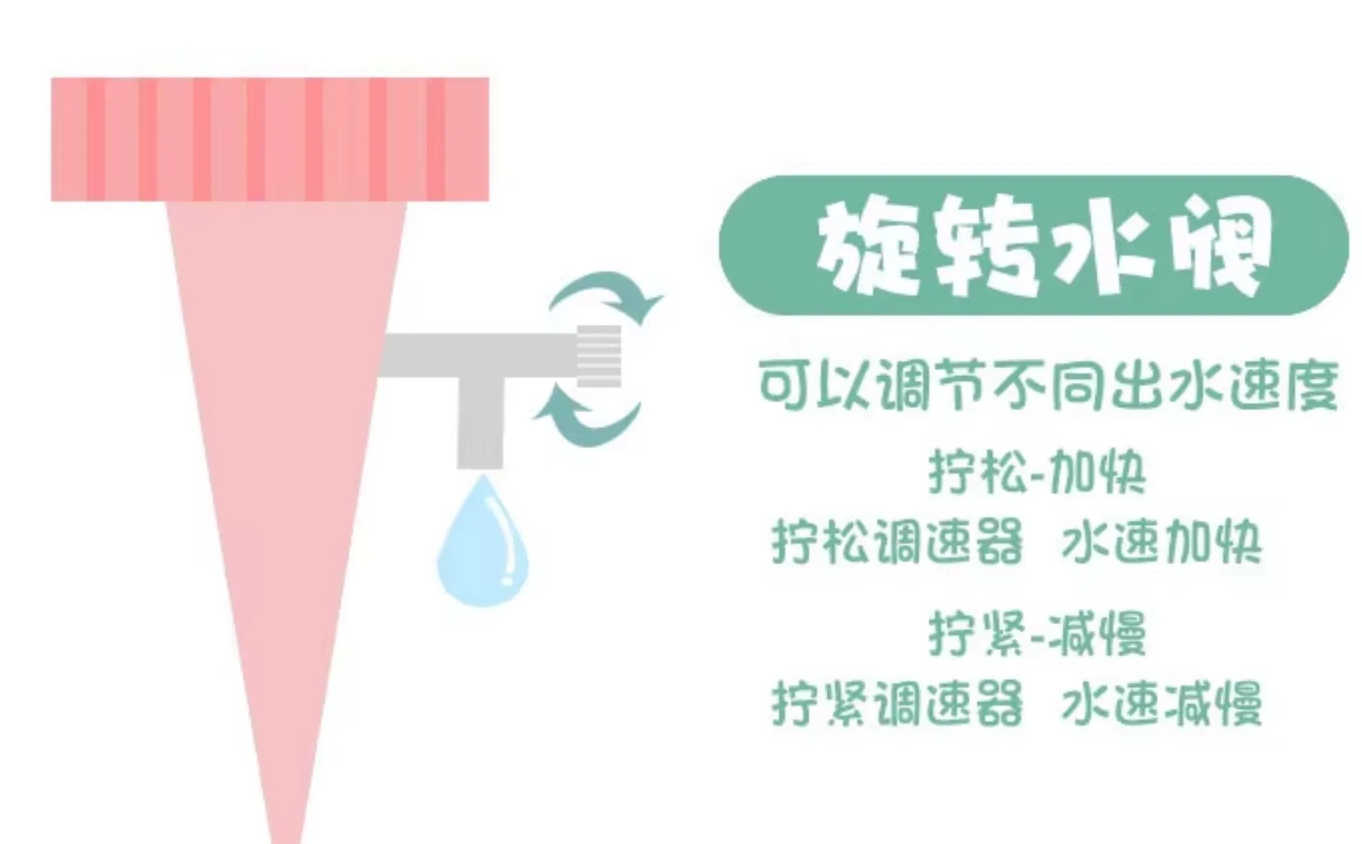 旋转水阀
可以调节不同出水速度
拧松-加快
拧松调速器 水速加快
拧紧-减慢
拧紧调速器 水速减慢